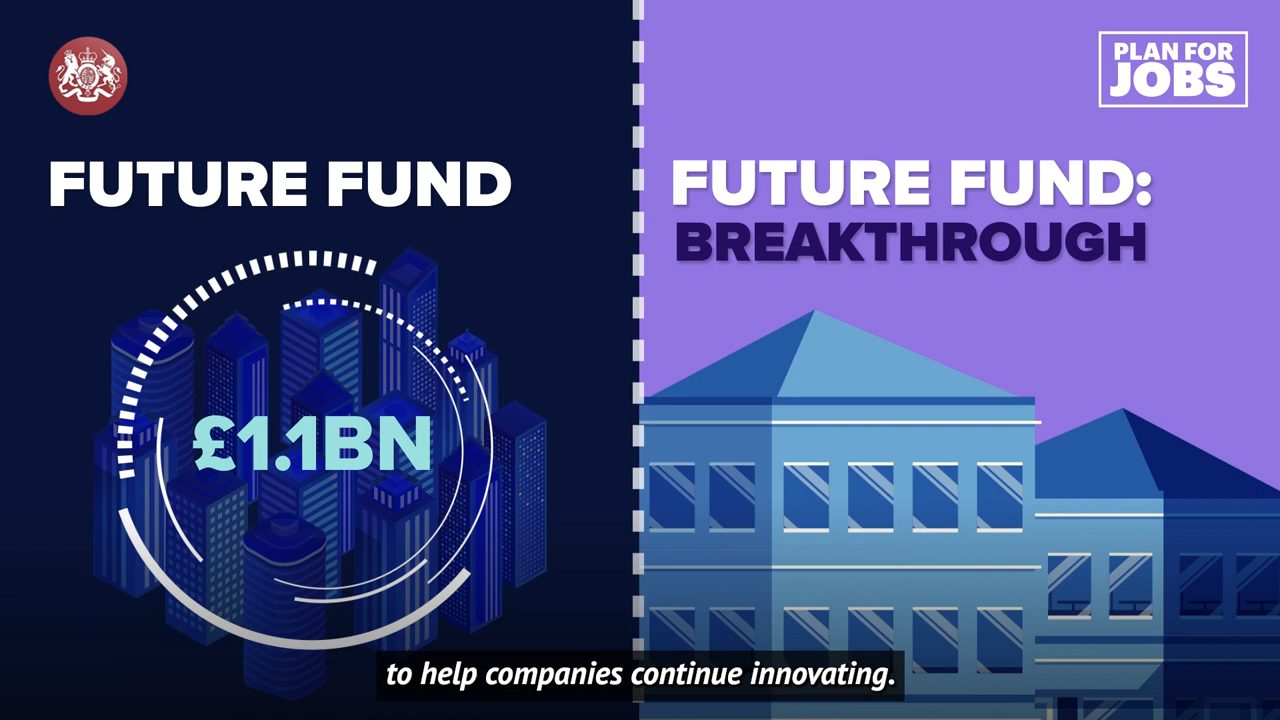 PLAN FOR
JOBS
FUTURE FUND
£1.1BN
FUTURE FUND:
BREAKTHROUGH
to help companies continue innovating.